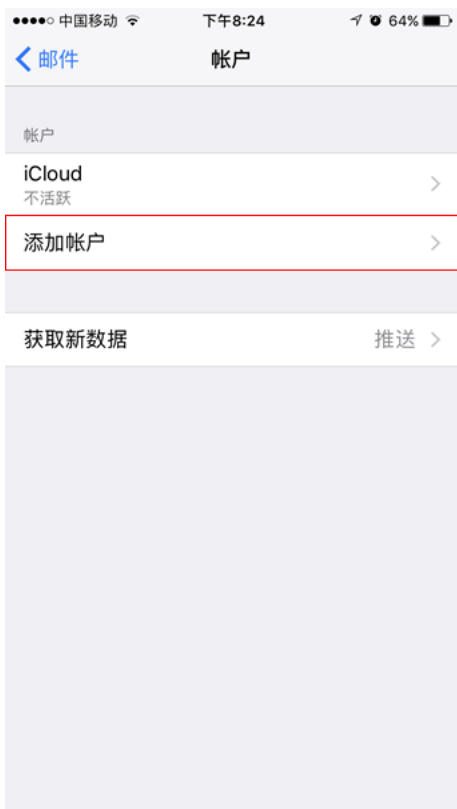 中国移动 下午8:24 64%
邮件 帐户
帐户
iCloud
不活跃
添加帐户
获取新数据 推送